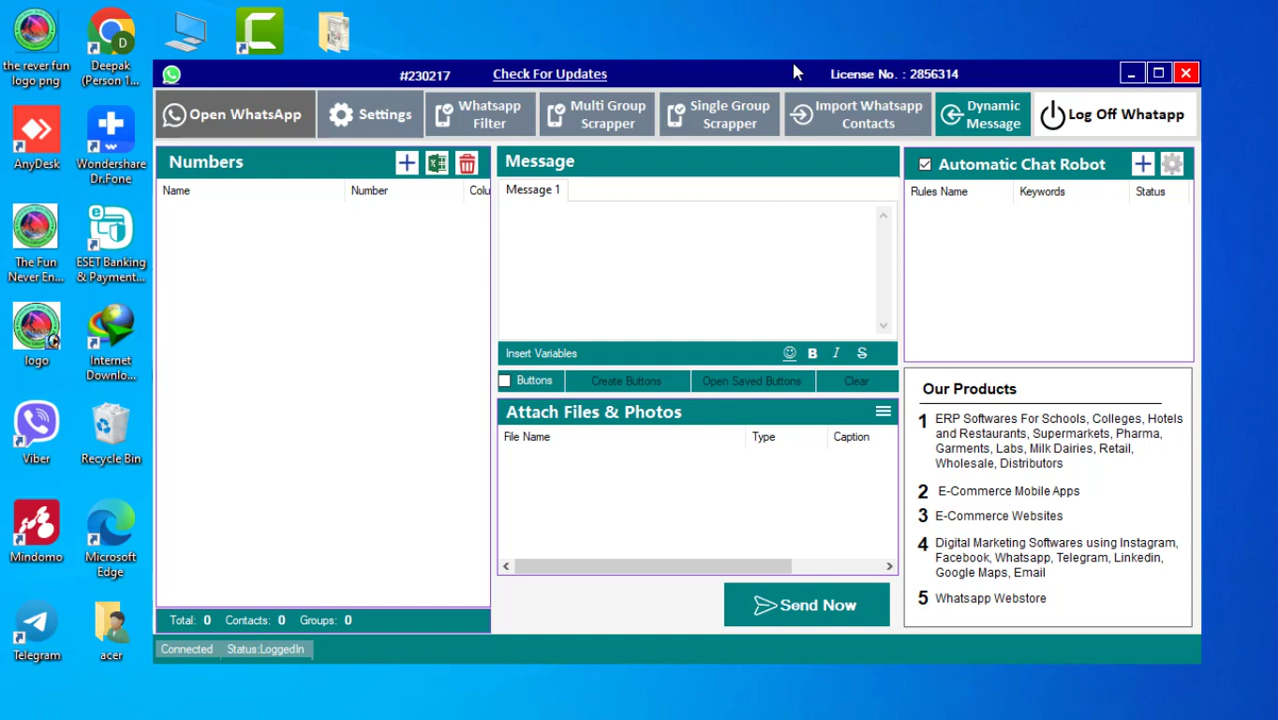 the rever fun
logo png
Deepak
(Person 1...
D
AnyDesk
Wondershare
Dr.Fone
The Fun
Never En...
ESET Banking
& Payment...
logo
Internet
Downlo...
Viber
Recycle Bin
Mindomo
Microsoft
Edge
Telegram
acer
#230217
Check For Updates
License No. : 2856314
Open WhatsApp
Settings
Whatsapp
Filter
Multi Group
Scrapper
Single Group
Scrapper
Import Whatsapp
Contacts
Dynamic
Message
Log Off Whatapp
Numbers
Name
Number
Colu
Total: 0 Contacts: 0 Groups: 0
Connected
Status:LoggedIn
Message
Message 1
Insert Variables
B
I
S
Buttons
Create Buttons
Open Saved Buttons
Clear
Attach Files & Photos
File Name
Type
Caption
Send Now
Automatic Chat Robot
Rules Name
Keywords
Status
Our Products
1 ERP Softwares For Schools, Colleges, Hotels
and Restaurants, Supermarkets, Pharma,
Garments, Labs, Milk Dairies, Retail,
Wholesale, Distributors
2 E-Commerce Mobile Apps
3 E-Commerce Websites
4 Digital Marketing Softwares using Instagram,
Facebook, Whatsapp, Telegram, Linkedin,
Google Maps, Email
5 Whatsapp Webstore